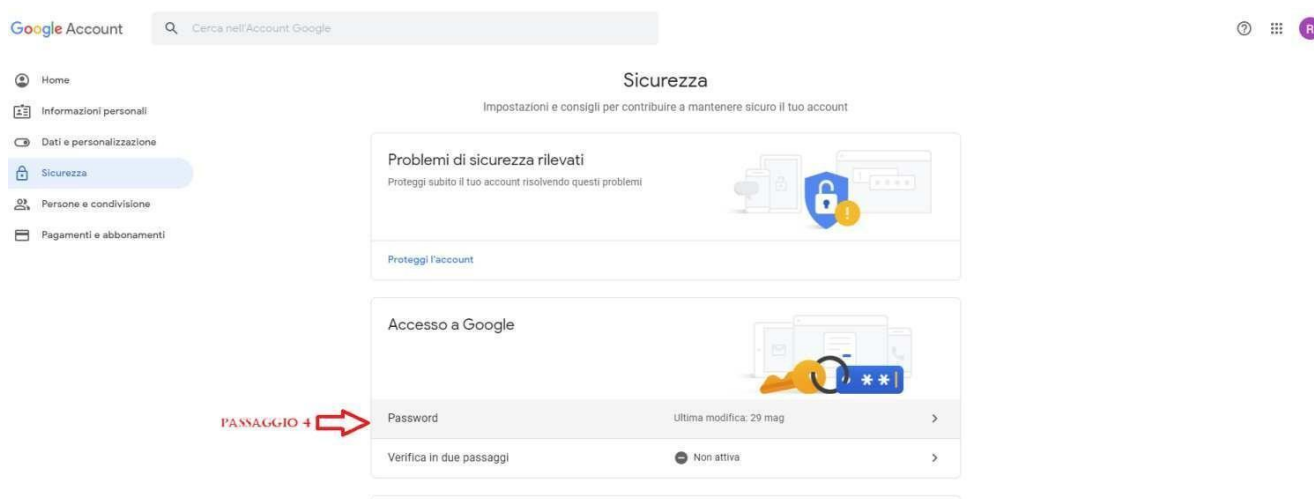 Google Account
Cerca nell'Account Google
R
Home
Informazioni personali
Dati e personalizzazione
Sicurezza
Persone e condivisione
Pagamenti e abbonamenti
Sicurezza
Impostazioni e consigli per contribuire a mantenere sicuro il tuo account
Problemi di sicurezza rilevati
Proteggi subito il tuo account risolvendo questi problemi
Proteggi l'account
Accesso a Google
PASSAGGIO 4
Password Ultima modifica: 29 mag
Verifica in due passaggi Non attiva